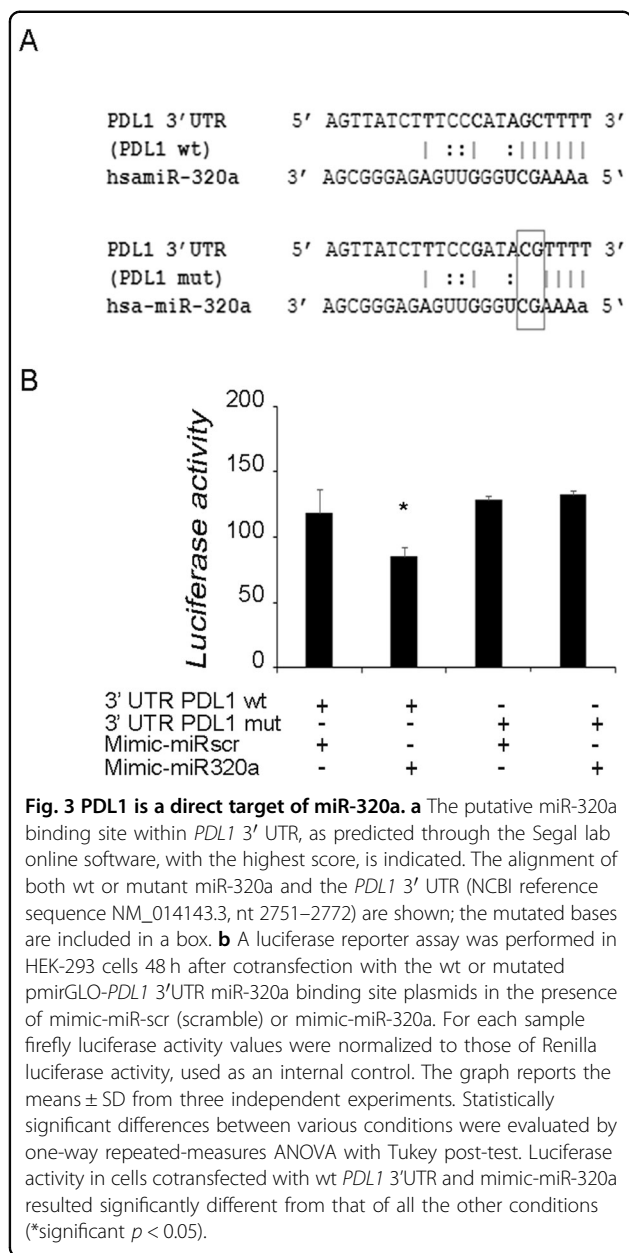 A
PDL1 3'UTR 5' AGTTATCTTTCCCATAGCTTTT 3'
(PDL1 wt) | ::| :||||||
hsamiR-320a 3' AGCGGGAGAGUUGGGUCGAAAa 5'
PDL1 3'UTR 5' AGTTATCTTTCCGATACGTTTT 3'
(PDL1 mut) | ::| : ||||
hsa-miR-320a 3' AGCGGGAGAGUUGGGUCGAAAa 5'
B
Luciferase activity
200
150
100
50
0
*
3' UTR PDL1 wt + + - -
3' UTR PDL1 mut - - + +
Mimic-miRscr + - + -
Mimic-miR320a - + - +
Fig. 3 PDL1 is a direct target of miR-320a. a The putative miR-320a
binding site within PDL1 3′ UTR, as predicted through the Segal lab
online software, with the highest score, is indicated. The alignment of
both wt or mutant miR-320a and the PDL1 3′ UTR (NCBI reference
sequence NM_014143.3, nt 2751–2772) are shown; the mutated bases
are included in a box. b A luciferase reporter assay was performed in
HEK-293 cells 48 h after cotransfection with the wt or mutated
pmirGLO-PDL1 3′UTR miR-320a binding site plasmids in the presence
of mimic-miR-scr (scramble) or mimic-miR-320a. For each sample
firefly luciferase activity values were normalized to those of Renilla
luciferase activity, used as an internal control. The graph reports the
means ± SD from three independent experiments. Statistically
significant differences between various conditions were evaluated by
one-way repeated-measures ANOVA with Tukey post-test. Luciferase
activity in cells cotransfected with wt PDL1 3′UTR and mimic-miR-320a
resulted significantly different from that of all the other conditions
(*significant p < 0.05).